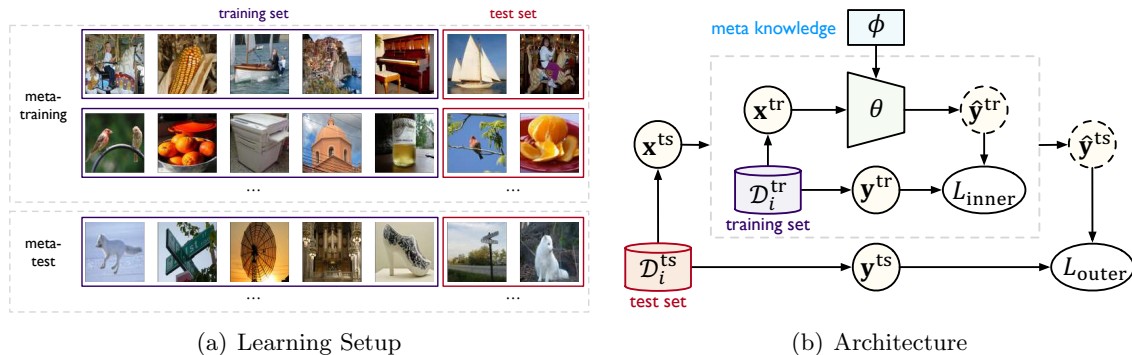 training set
test set
meta-
training
...
...
meta-
test
...
...
(a) Learning Setup
meta knowledge
ϕ
x^tr
θ
ŷ^tr
x^ts
ŷ^ts
D_i^tr
y^tr
L_inner
training set
D_i^ts
y^ts
L_outer
test set
(b) Architecture